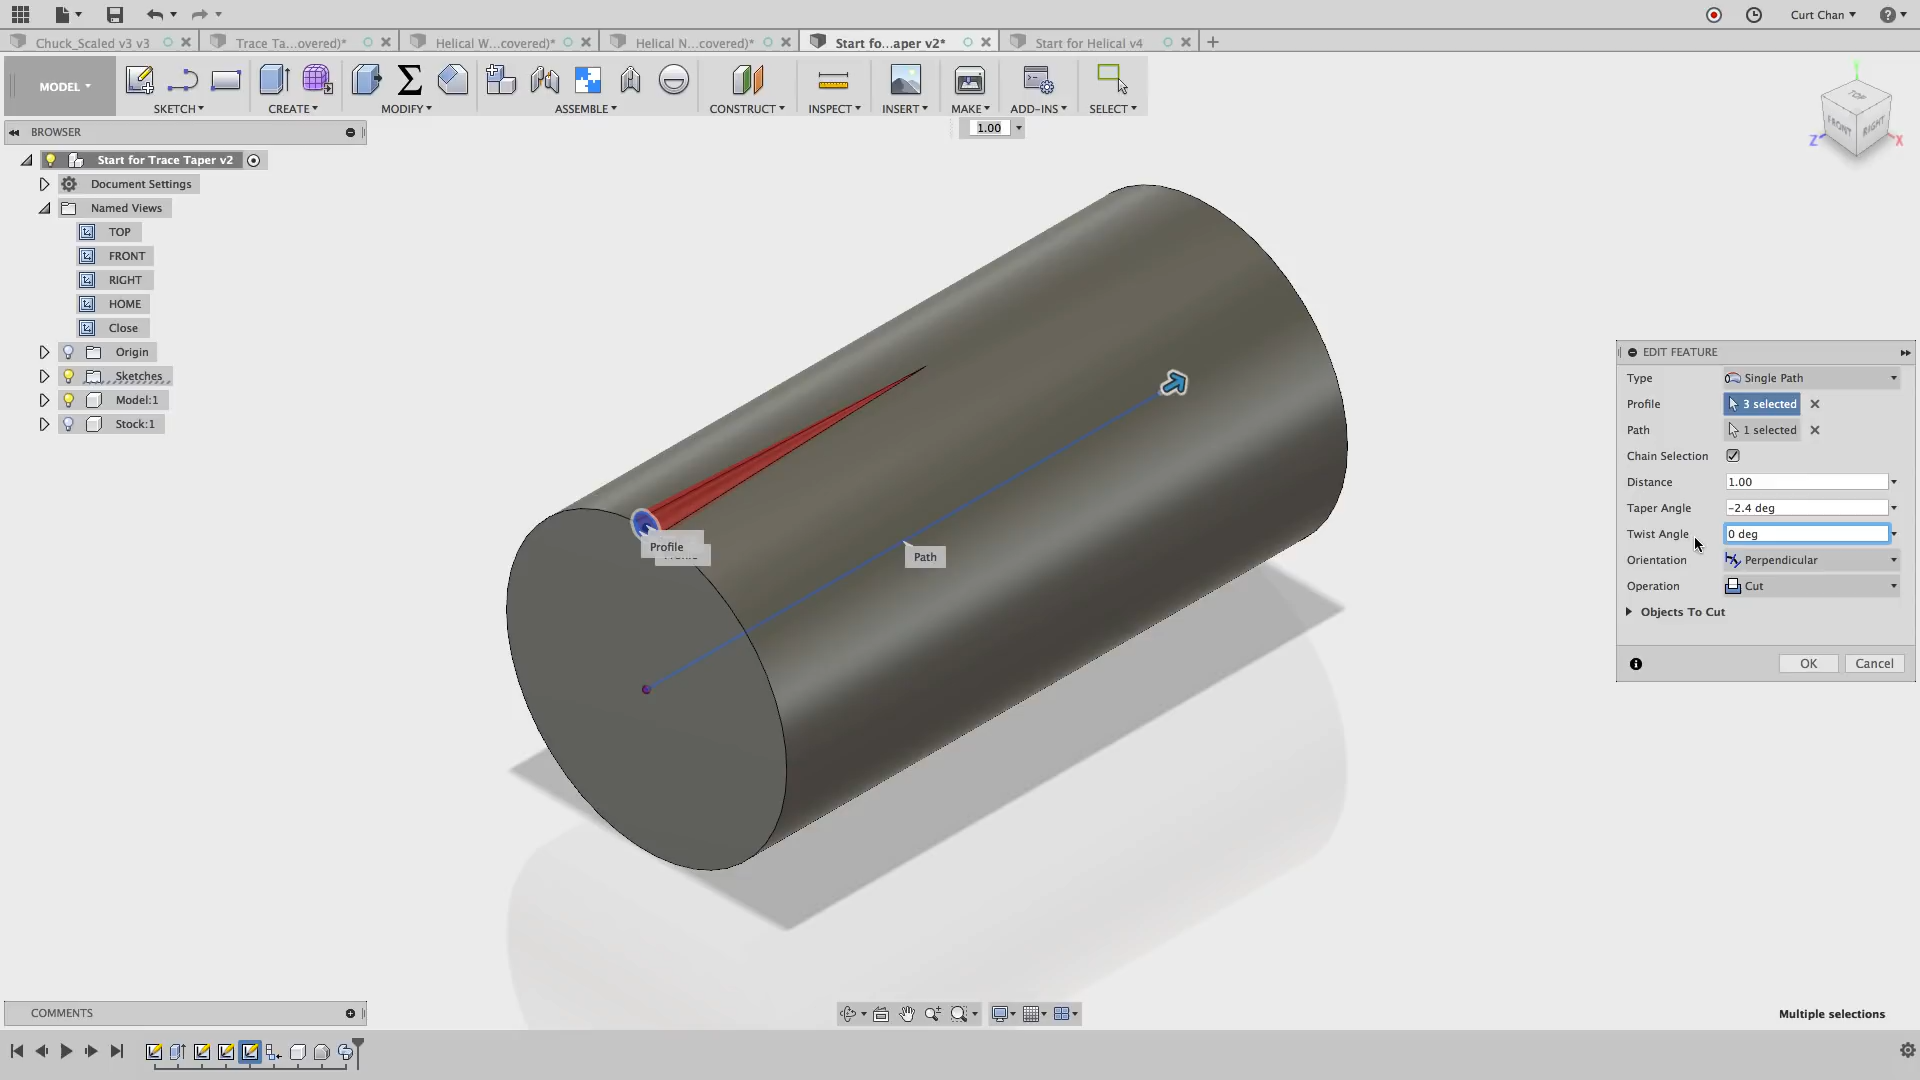 Curt Chan
Chuck_Scaled v3 v3
Trace Ta...overed)*
Helical W...covered)*
Helical N...covered)*
Start fo...aper v2*
Start for Helical v4
MODEL
SKETCH
CREATE
MODIFY
ASSEMBLE
CONSTRUCT
INSPECT
INSERT
MAKE
ADD-INS
SELECT
1.00
TOP
FRONT
RIGHT
Y
Z
X
BROWSER
Start for Trace Taper v2
Document Settings
Named Views
TOP
FRONT
RIGHT
HOME
Close
Origin
Sketches
Model:1
Stock:1
Profile
Path
EDIT FEATURE
Type Single Path
Profile 3 selected
Path 1 selected
Chain Selection
Distance 1.00
Taper Angle -2.4 deg
Twist Angle 0 deg
Orientation Perpendicular
Operation Cut
Objects To Cut
OK Cancel
COMMENTS
Multiple selections